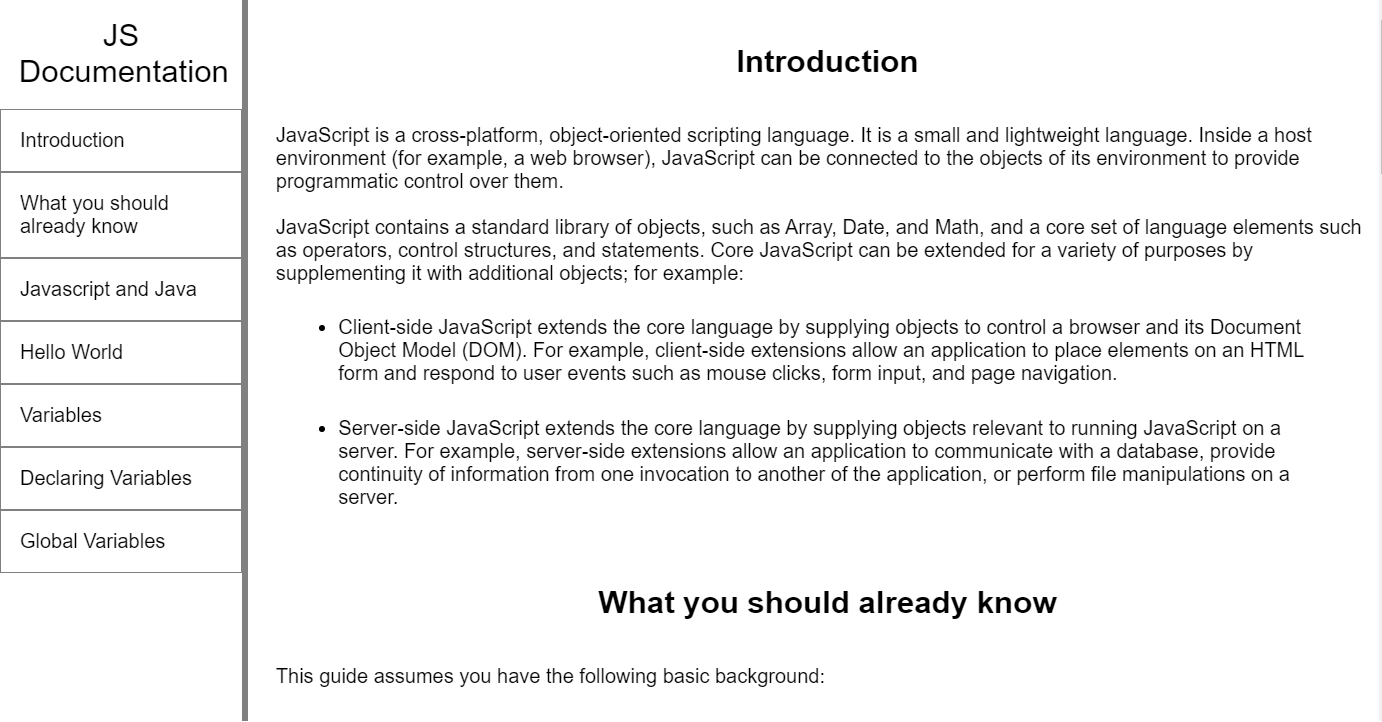 JS
Documentation
Introduction
What you should
already know
Javascript and Java
Hello World
Variables
Declaring Variables
Global Variables
Introduction
JavaScript is a cross-platform, object-oriented scripting language. It is a small and lightweight language. Inside a host
environment (for example, a web browser), JavaScript can be connected to the objects of its environment to provide
programmatic control over them.
JavaScript contains a standard library of objects, such as Array, Date, and Math, and a core set of language elements such
as operators, control structures, and statements. Core JavaScript can be extended for a variety of purposes by
supplementing it with additional objects; for example:
• Client-side JavaScript extends the core language by supplying objects to control a browser and its Document
Object Model (DOM). For example, client-side extensions allow an application to place elements on an HTML
form and respond to user events such as mouse clicks, form input, and page navigation.
• Server-side JavaScript extends the core language by supplying objects relevant to running JavaScript on a
server. For example, server-side extensions allow an application to communicate with a database, provide
continuity of information from one invocation to another of the application, or perform file manipulations on a
server.
What you should already know
This guide assumes you have the following basic background: